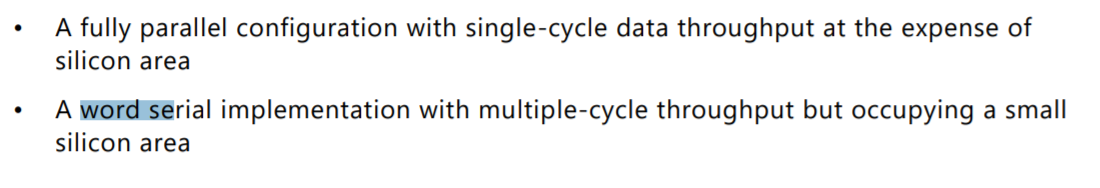 • A fully parallel configuration with single-cycle data throughput at the expense of
silicon area
• A word serial implementation with multiple-cycle throughput but occupying a small
silicon area